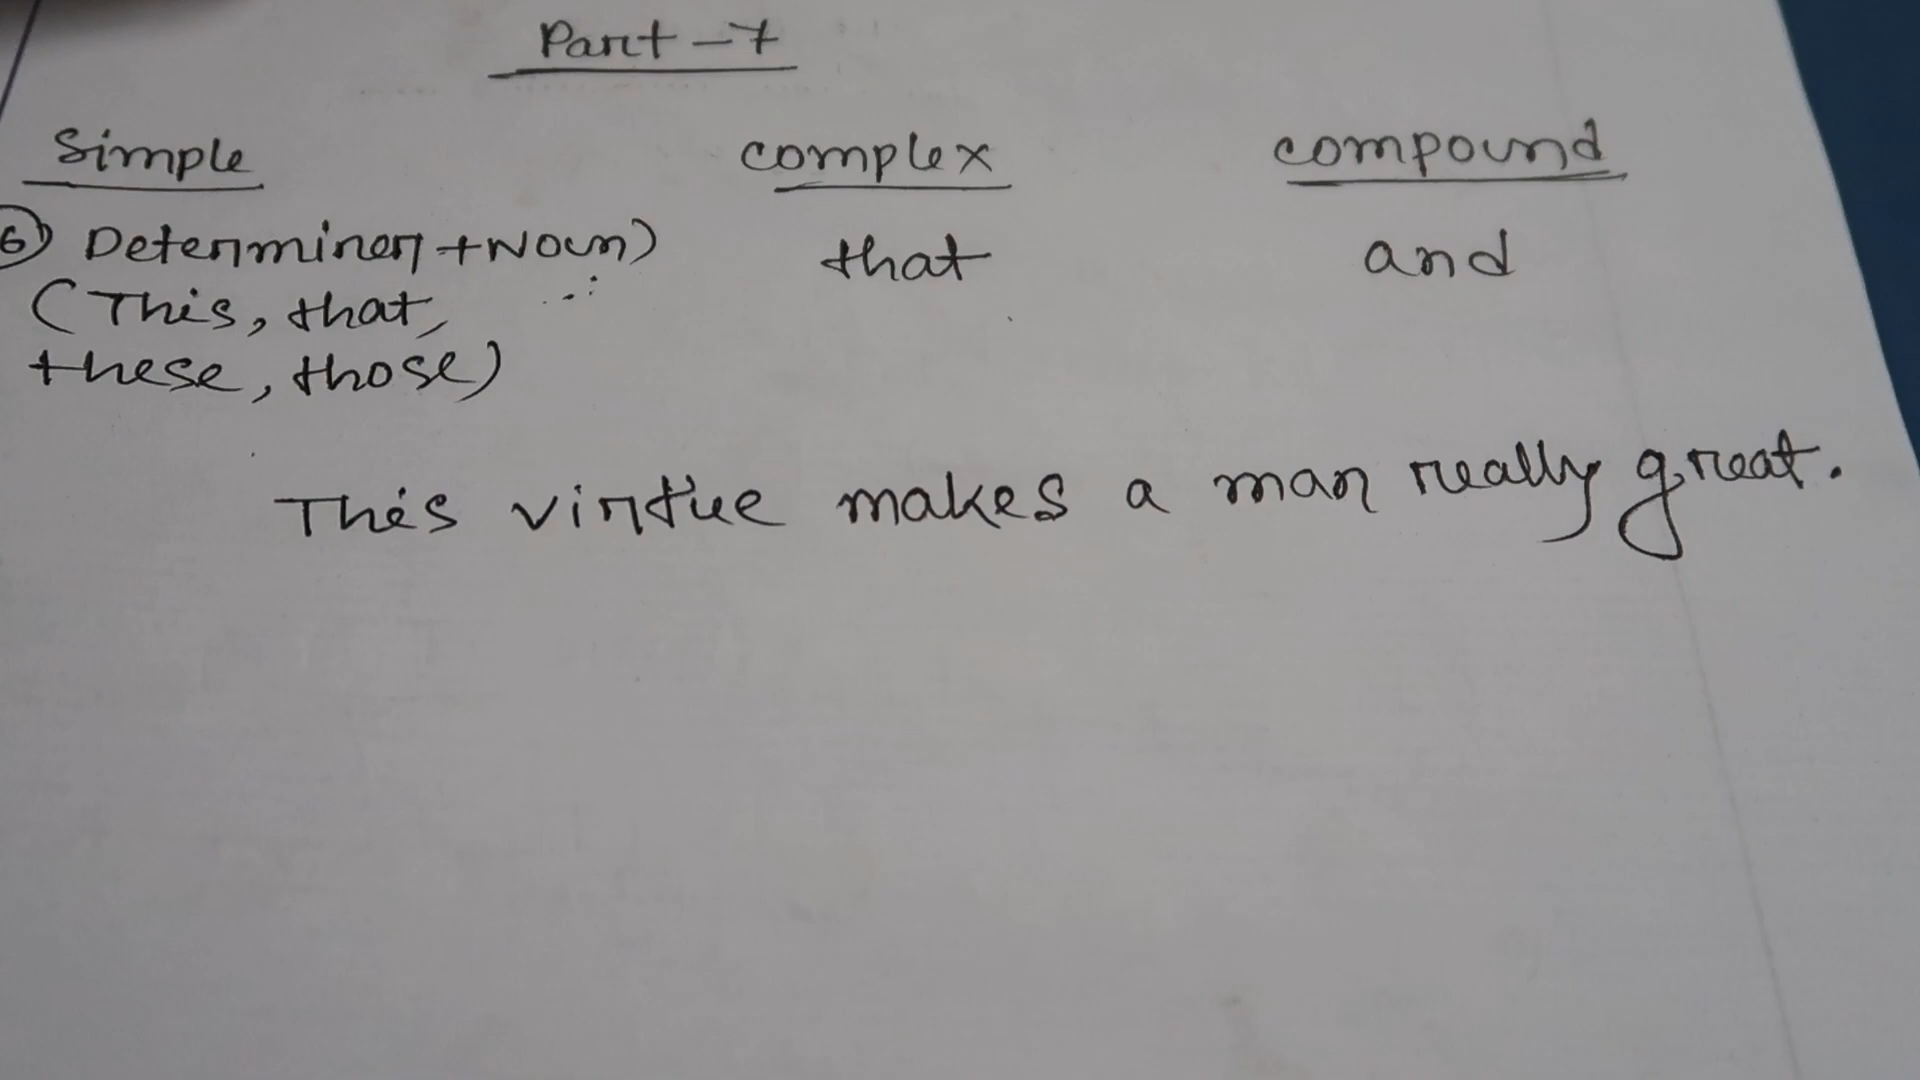 Part-7
Simple complex compound
6) Determiner+Noun) that and
(This, that,
these, those)
This virtue makes a man really great.